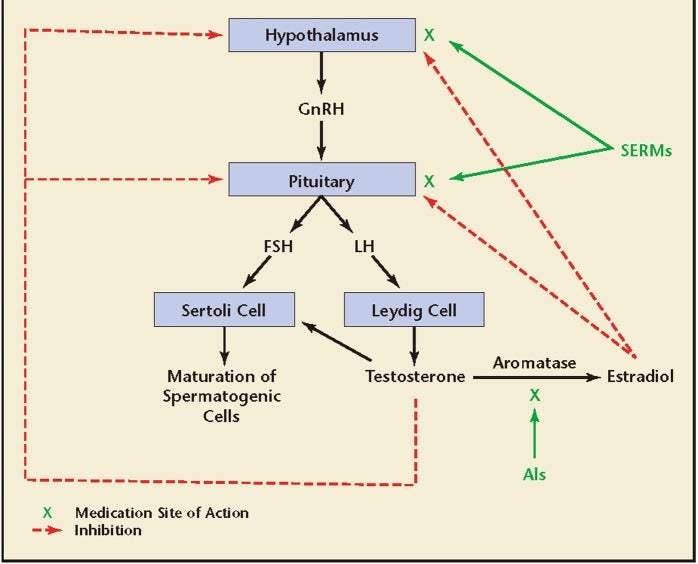 Hypothalamus
X
GnRH
SERMs
Pituitary
X
FSH
LH
Sertoli Cell
Leydig Cell
Aromatase
Maturation of
Spermatogenic
Cells
Testosterone
Estradiol
X
AIs
X Medication Site of Action
Inhibition